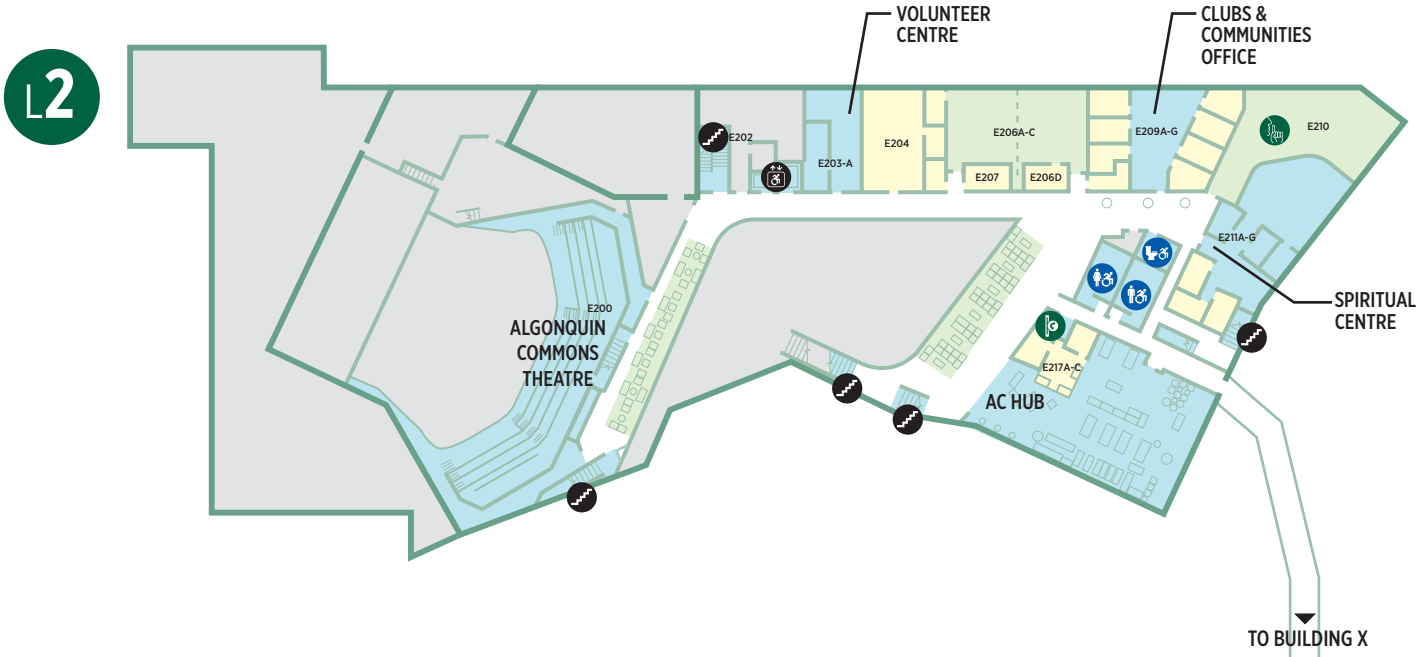 L2
VOLUNTEER
CENTRE
CLUBS &
COMMUNITIES
OFFICE
E202
E203-A
E204
E206A-C
E207
E206D
E209A-G
E210
E211A-G
SPIRITUAL
CENTRE
E200
ALGONQUIN
COMMONS
THEATRE
E217A-C
AC HUB
TO BUILDING X